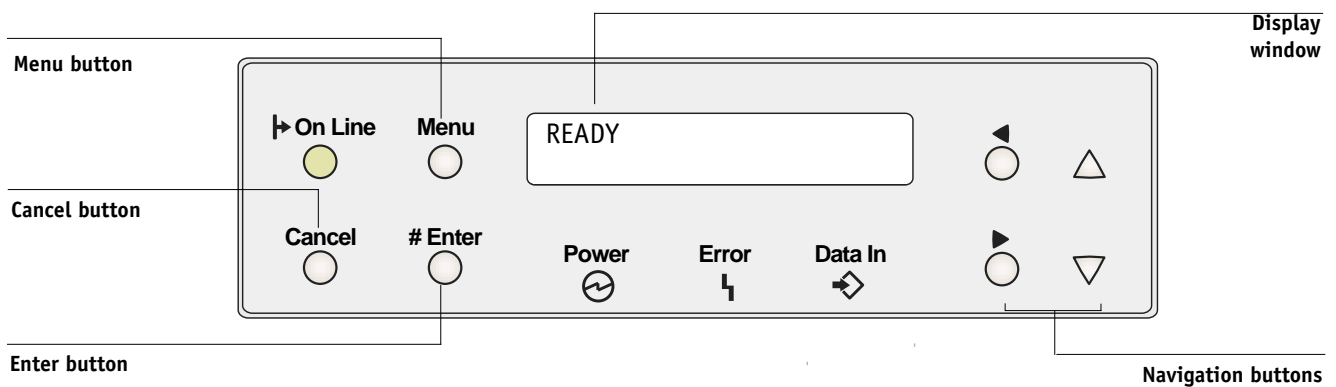 Display
window
Menu button
On Line
Menu
READY
Cancel button
Cancel
# Enter
Power
Error
Data In
Enter button
Navigation buttons